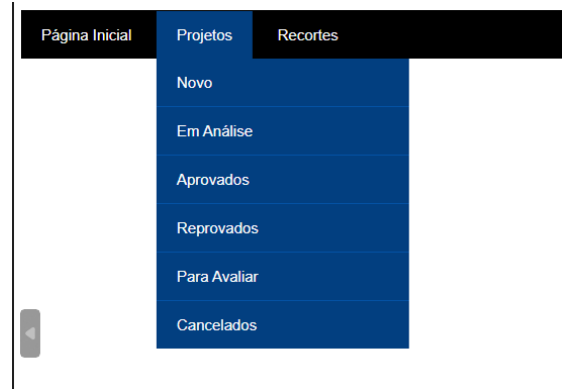 Página Inicial Projetos Recortes
Novo
Em Análise
Aprovados
Reprovados
Para Avaliar
Cancelados